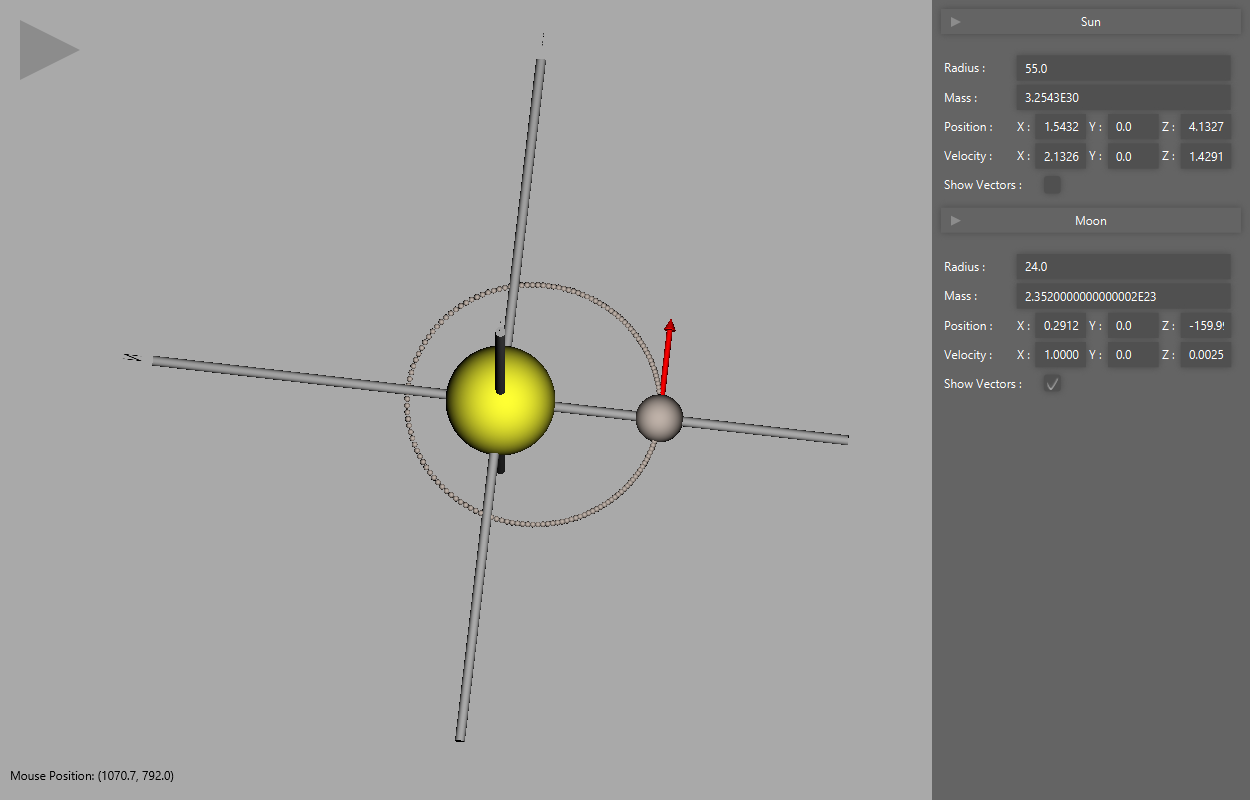 Sun
Radius : 55.0
Mass : 3.2543E30
Position : X : 1.5432 Y : 0.0 Z : 4.1327
Velocity : X : 2.1326 Y : 0.0 Z : 1.4291
Show Vectors :
Moon
Radius : 24.0
Mass : 2.3520000000000002E23
Position : X : 0.2912 Y : 0.0 Z : -159.9
Velocity : X : 1.0000 Y : 0.0 Z : 0.0025
Show Vectors :
Mouse Position: (1070.7, 792.0)